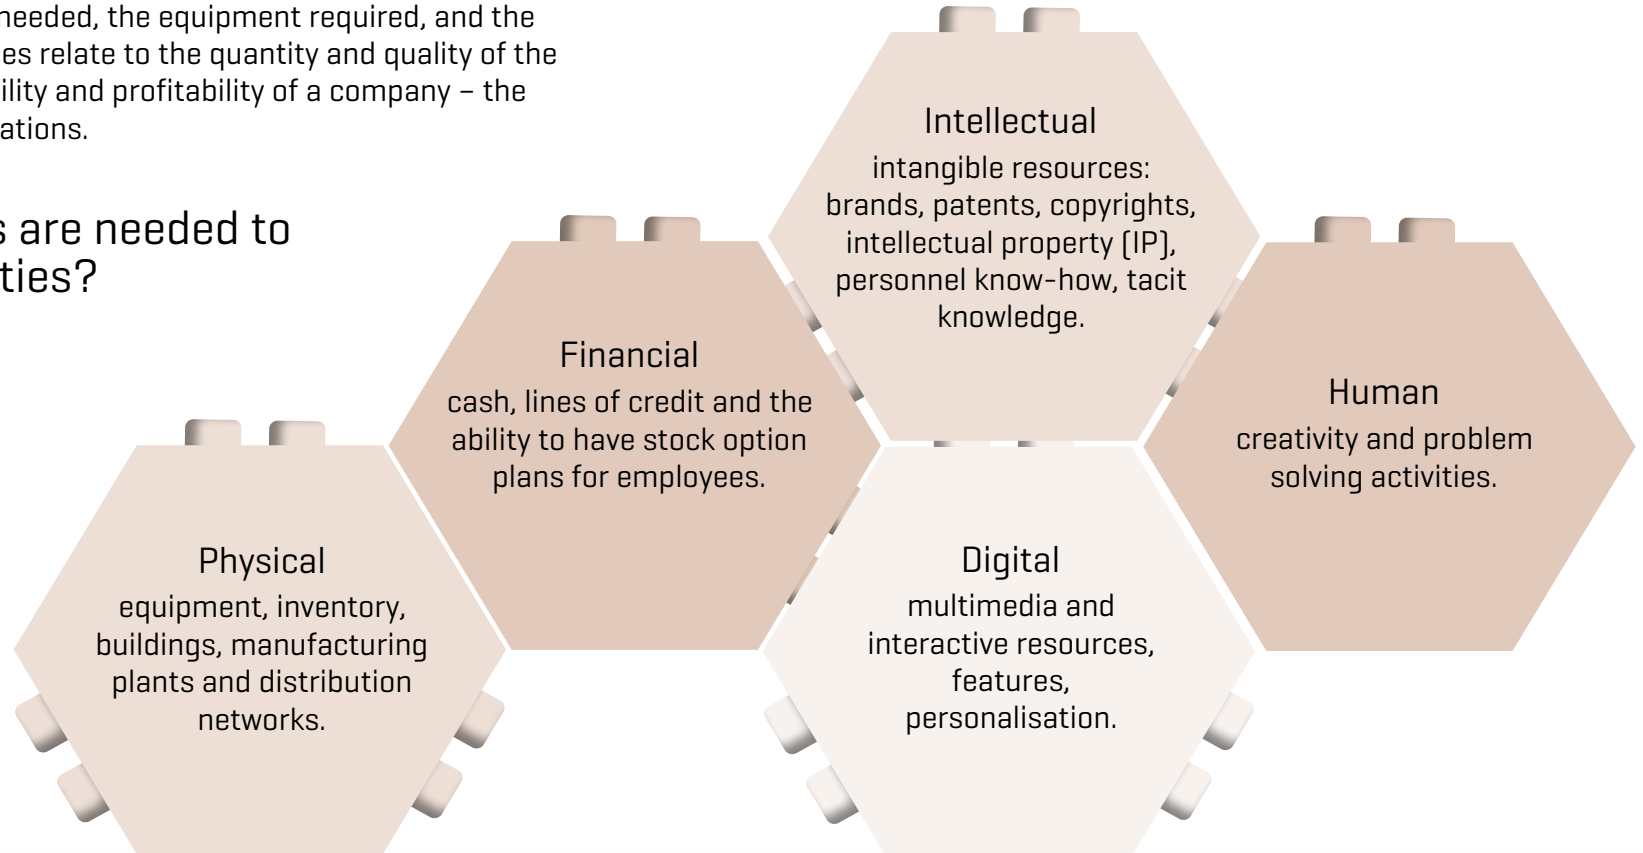 needed, the equipment required, and the
es relate to the quantity and quality of the
ility and profitability of a company – the
ations.
s are needed to
ties?
Intellectual
intangible resources:
brands, patents, copyrights,
intellectual property (IP),
personnel know-how, tacit
knowledge.
Financial
cash, lines of credit and the
ability to have stock option
plans for employees.
Human
creativity and problem
solving activities.
Physical
equipment, inventory,
buildings, manufacturing
plants and distribution
networks.
Digital
multimedia and
interactive resources,
features,
personalisation.